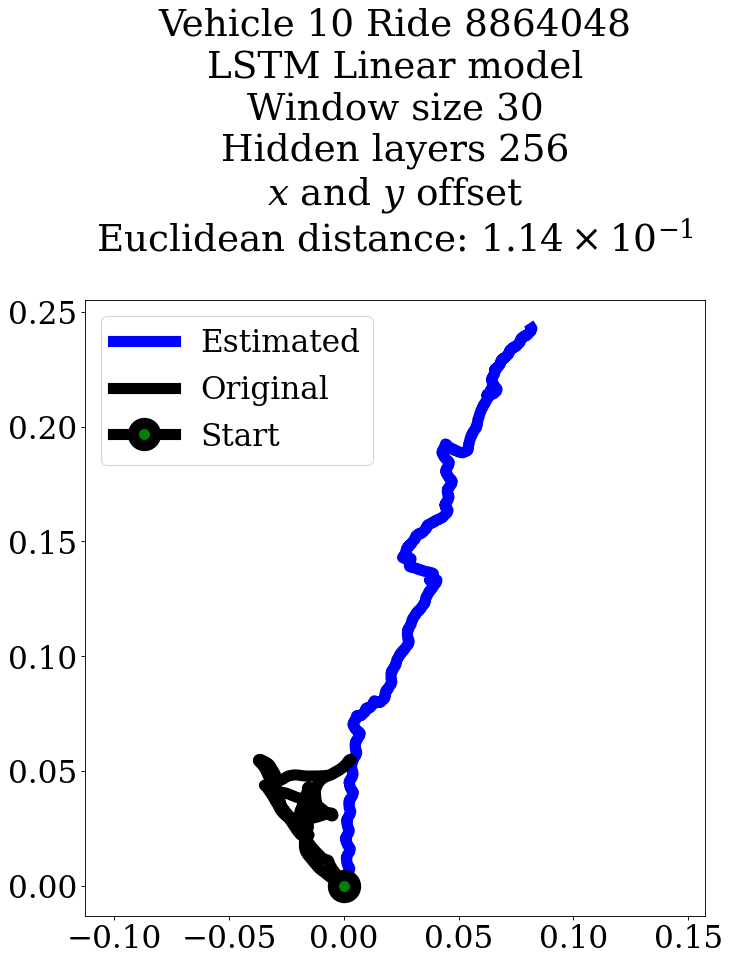 Vehicle 10 Ride 8864048
LSTM Linear model
Window size 30
Hidden layers 256
x and y offset
Euclidean distance: 1.14 × 10⁻¹
Estimated
Original
Start
0.25
0.20
0.15
0.10
0.05
0.00
−0.10 −0.05 0.00 0.05 0.10 0.15